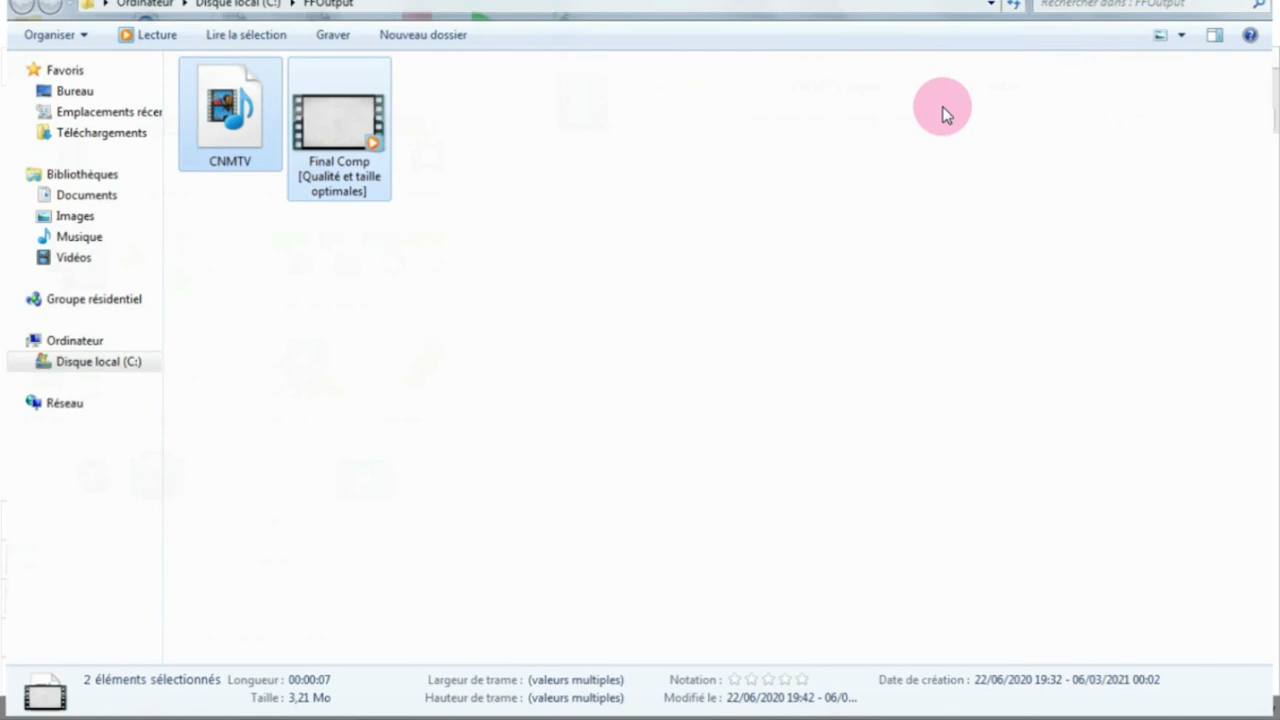 Ordinateur Disque local (C:) FFOutput Rechercher dans : FFOutput
Organiser Lecture Lire la sélection Graver Nouveau dossier
Favoris
Bureau
Emplacements récer
Téléchargements
Bibliothèques
Documents
Images
Musique
Vidéos
Groupe résidentiel
Ordinateur
Disque local (C:)
Réseau
CNMTV
Final Comp
[Qualité et taille
optimales]
2 éléments sélectionnés Longueur : 00:00:07 Largeur de trame : (valeurs multiples) Notation : Date de création : 22/06/2020 19:32 - 06/03/2021 00:02
Taille : 3,21 Mo Hauteur de trame : (valeurs multiples) Modifié le : 22/06/2020 19:42 - 06/0...